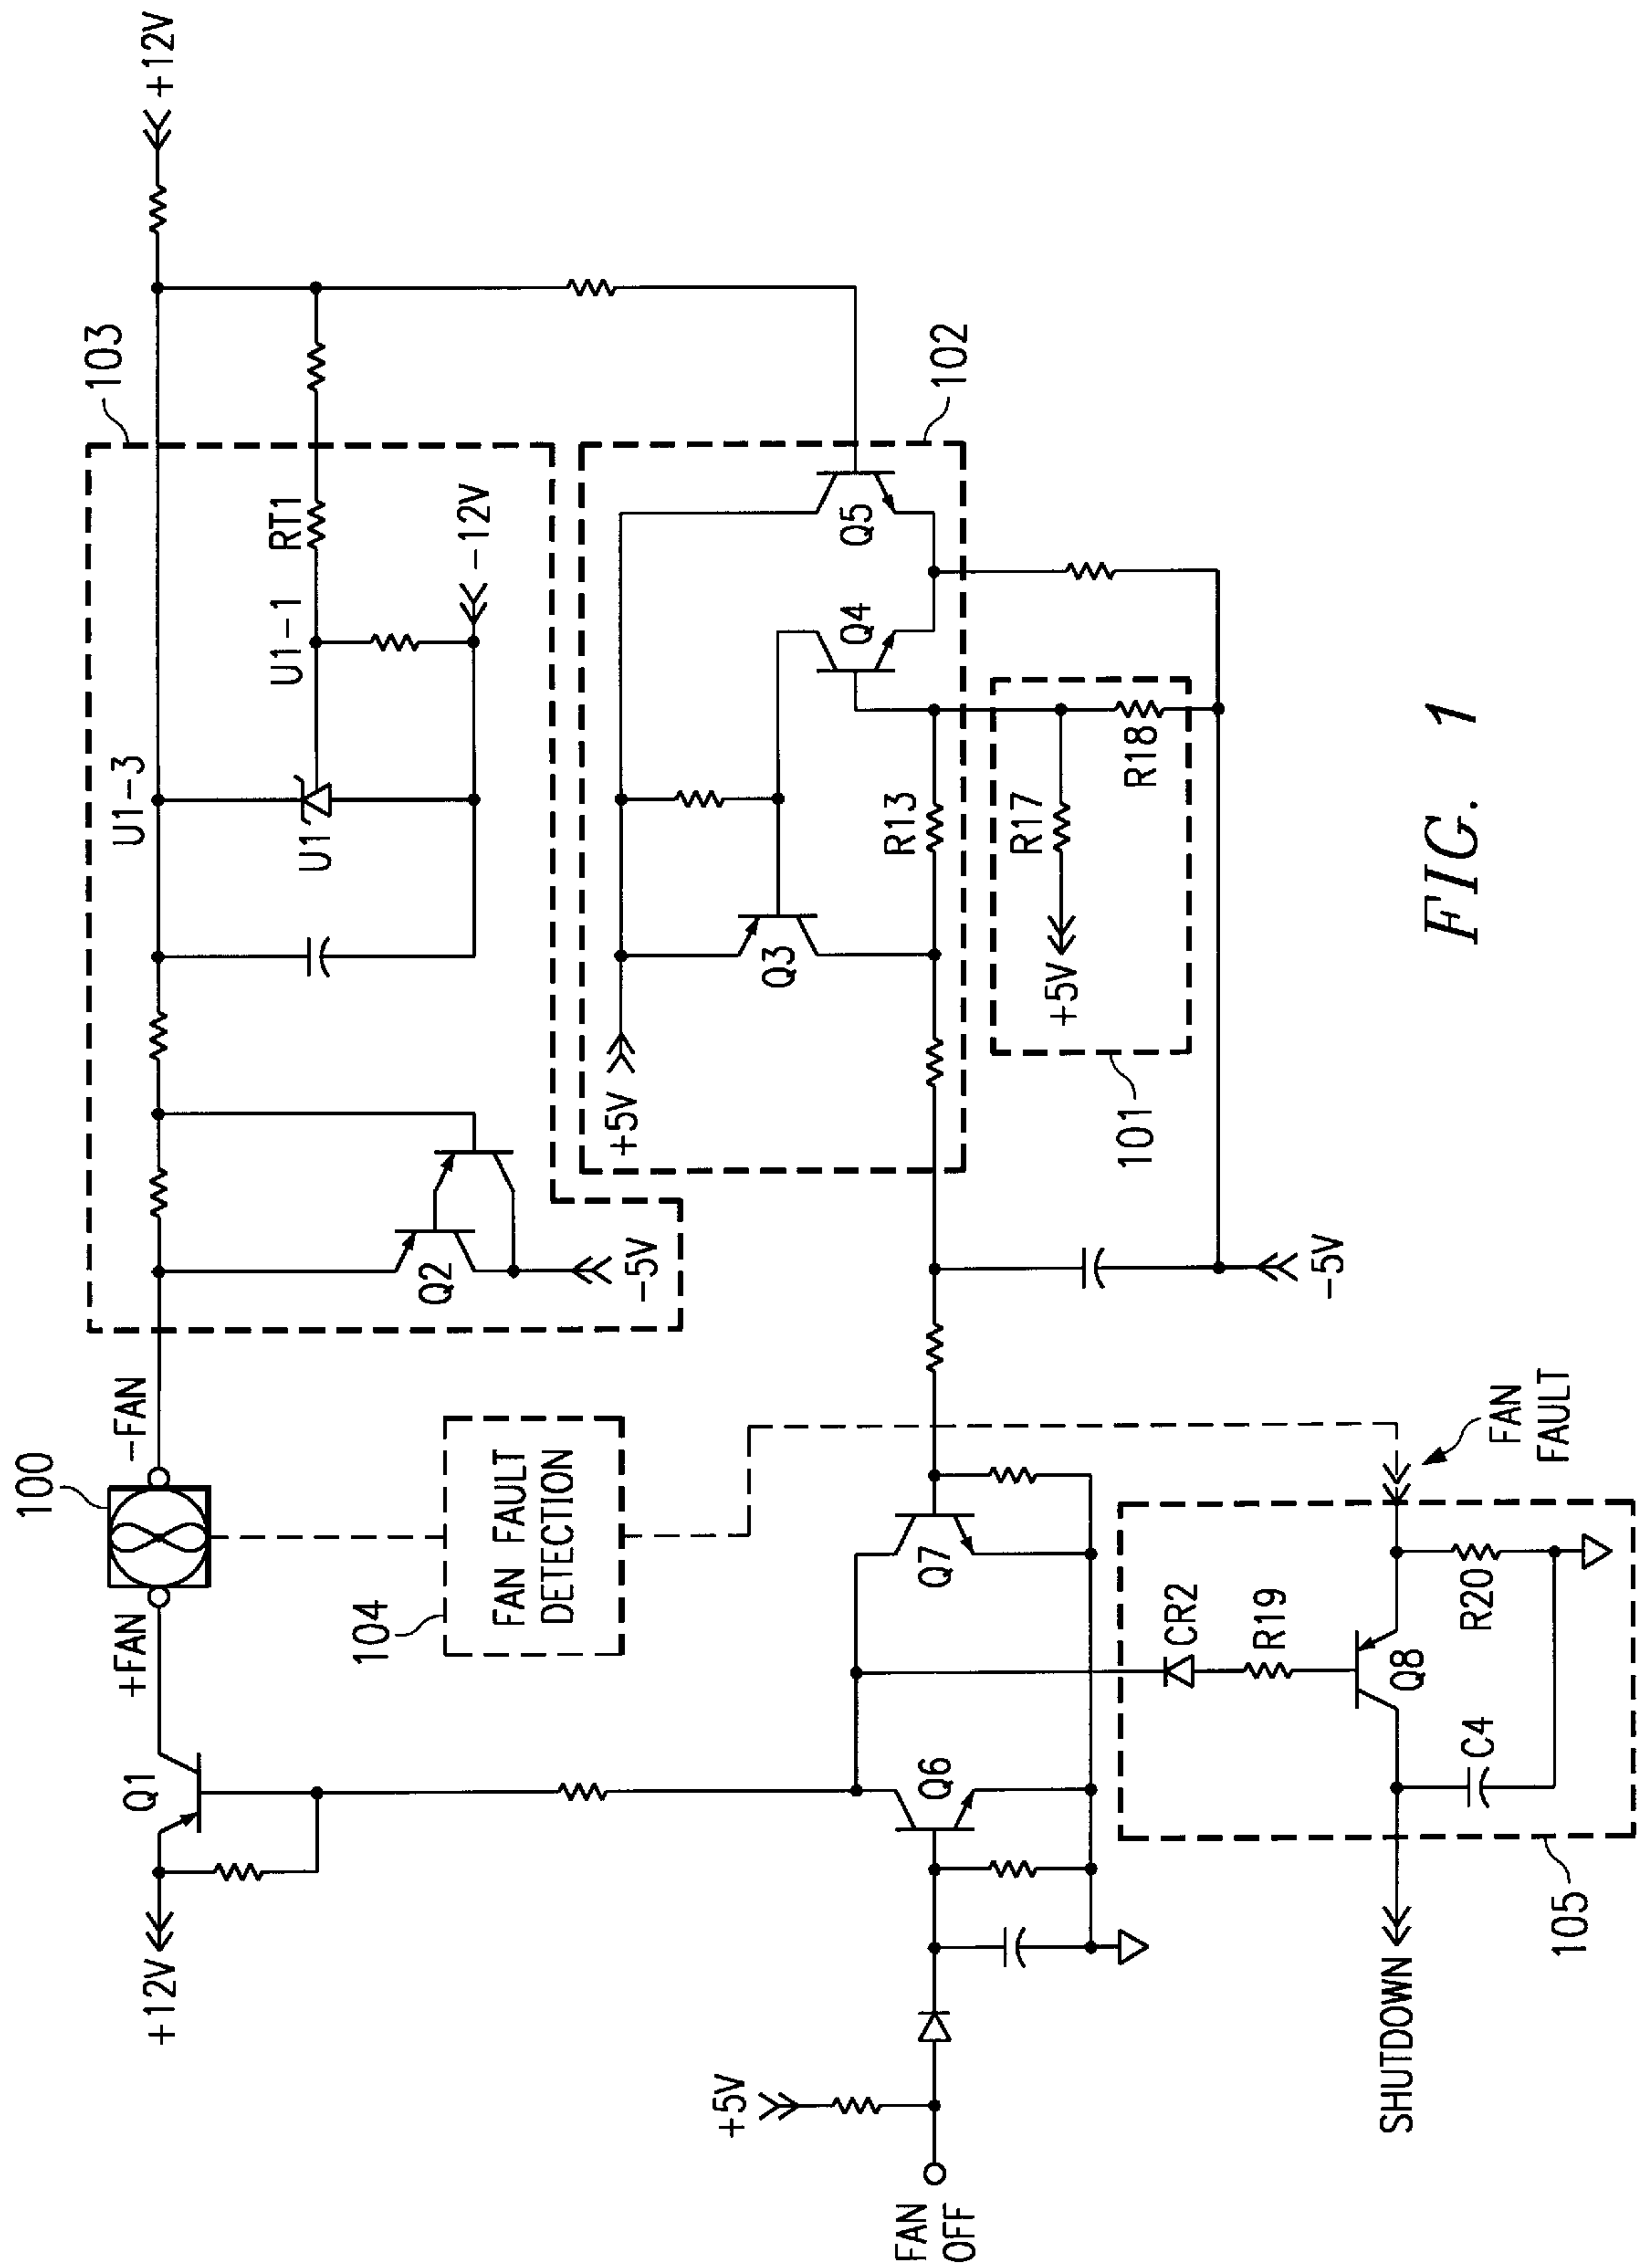 +12V
Q1
+FAN
100
-FAN
103
U1-3
U1
U1-1
RT1
-12V
+12V
Q2
-5V
104
FAN FAULT
DETECTION
102
+5V
Q3
Q4
Q5
R13
101
+5V
R17
R18
-5V
+5V
FAN
OFF
Q6
Q7
CR2
R19
Q8
C4
R20
SHUTDOWN
105
FAN
FAULT
FIG. 1